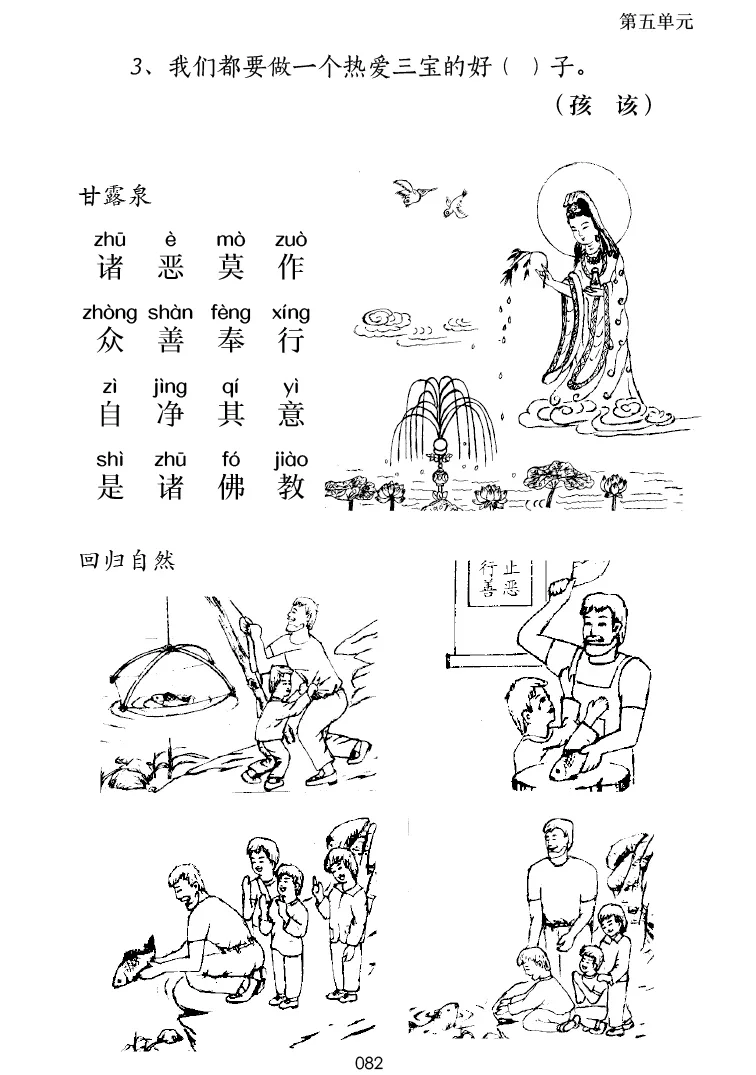 第五单元
3、我们都要做一个热爱三宝的好（ ）子。
（孩 该）
甘露泉
zhū è mò zuò
诸 恶 莫 作
zhòng shàn fèng xíng
众 善 奉 行
zì jìng qí yì
自 净 其 意
shì zhū fó jiào
是 诸 佛 教
回归自然
止恶
行善
082